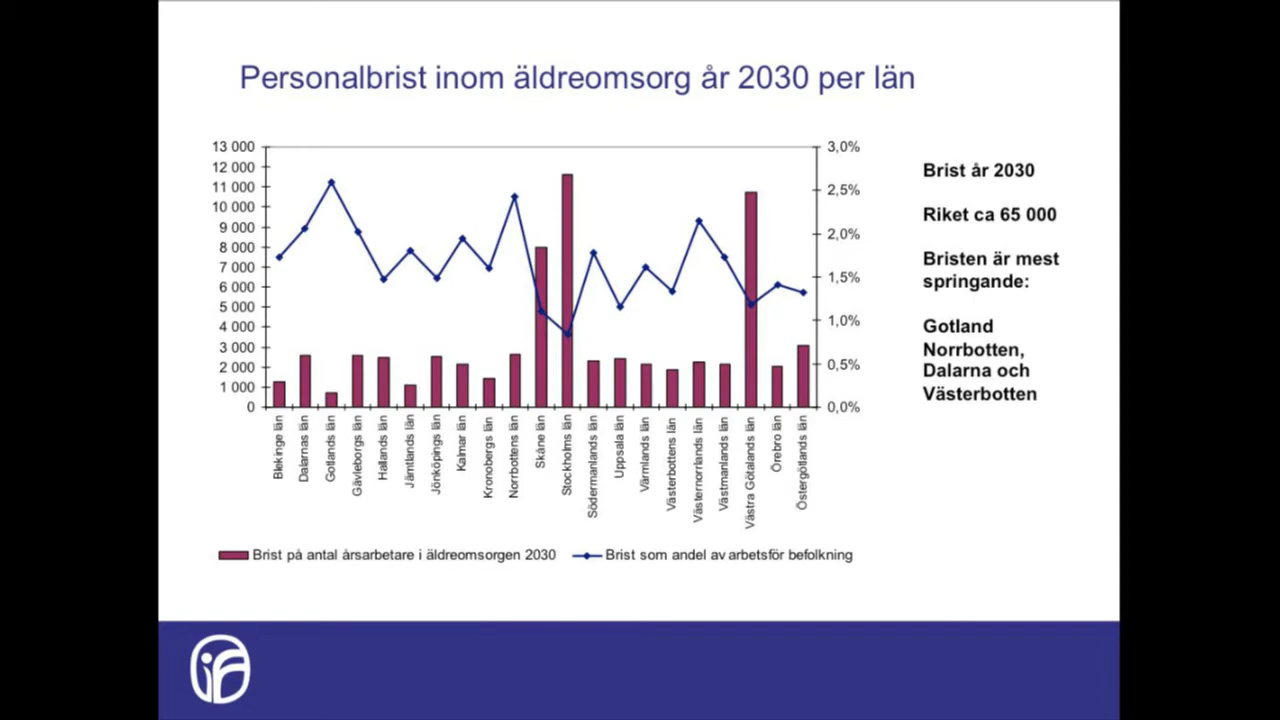 Personalbrist inom äldreomsorg år 2030 per län
13 000
12 000
11 000
10 000
9 000
8 000
7 000
6 000
5 000
4 000
3 000
2 000
1 000
0
3,0%
2,5%
2,0%
1,5%
1,0%
0,5%
0,0%
Blekinge län
Dalarnas län
Gotlands län
Gävleborgs län
Hallands län
Jämtlands län
Jönköpings län
Kalmar län
Kronobergs län
Norrbottens län
Skåne län
Stockholms län
Södermanlands län
Uppsala län
Värmlands län
Västerbottens län
Västernorrlands län
Västmanlands län
Västra Götalands län
Örebro län
Östergötlands län
Brist på antal årsarbetare i äldreomsorgen 2030
Brist som andel av arbetsför befolkning
Brist år 2030
Riket ca 65 000
Bristen är mest
springande:
Gotland
Norrbotten,
Dalarna och
Västerbotten